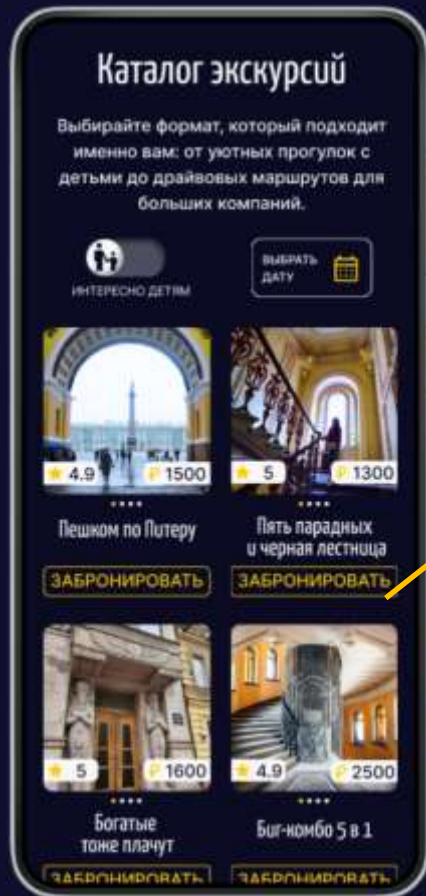 Каталог экскурсий
Выбирайте формат, который подходит
именно вам: от уютных прогулок с
детьми до драйвовых маршрутов для
больших компаний.
ИНТЕРЕСНО ДЕТЯМ
ВЫБРАТЬ
ДАТУ
4.9 ₽ 1500
5 ₽ 1300
Пешком по Питеру
Пять парадных
и черная лестница
ЗАБРОНИРОВАТЬ
ЗАБРОНИРОВАТЬ
5 ₽ 1600
4.9 ₽ 2500
Богатые
тоже плачут
Биг-комбо 5 в 1
ЗАБРОНИРОВАТЬ
ЗАБРОНИРОВАТЬ